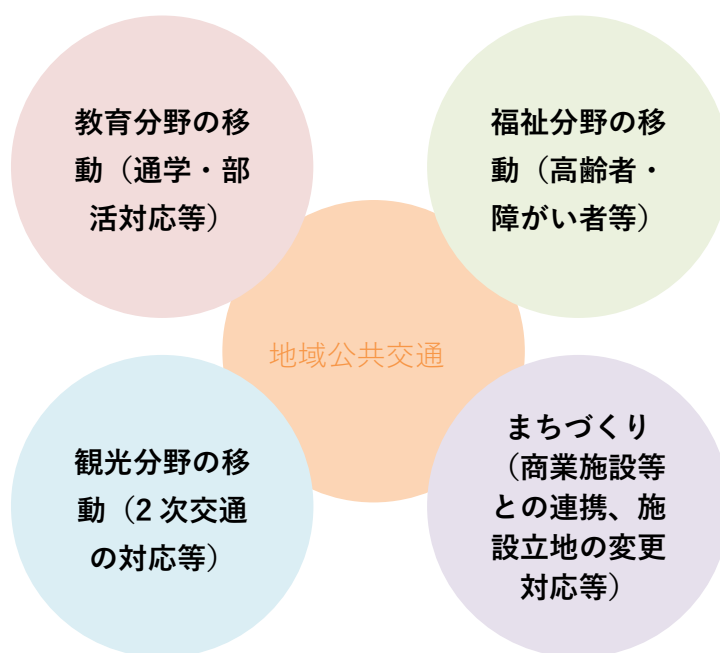 教育分野の移
動（通学・部
活対応等）
福祉分野の移
動（高齢者・
障がい者等）
地域公共交通
観光分野の移
動（2 次交通
の対応等）
まちづくり
（商業施設等
との連携、施
設立地の変更
対応等）